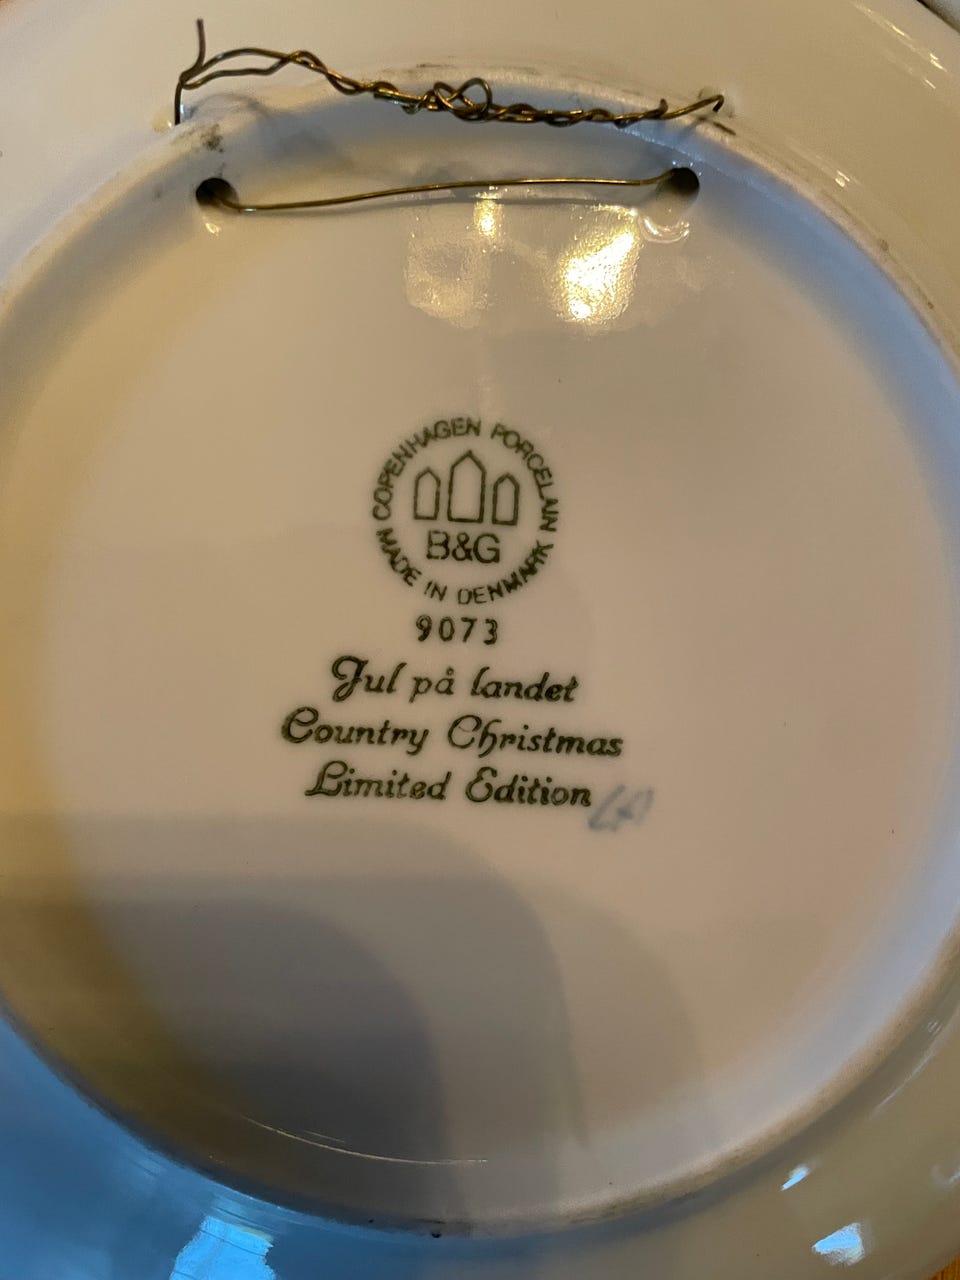 COPENHAGEN PORCELAIN
B&G
MADE IN DENMARK
9073
Jul på landet
Country Christmas
Limited Edition